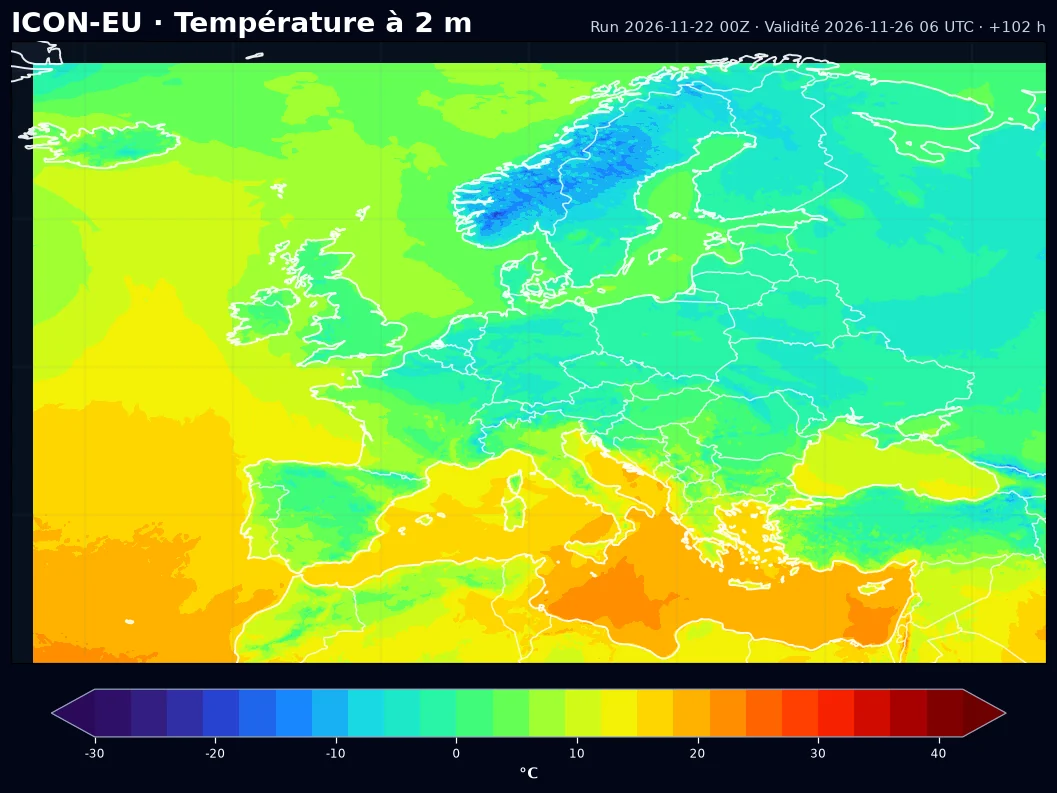 ICON-EU · Température à 2 m
Run 2026-11-22 00Z · Validité 2026-11-26 06 UTC · +102 h
-30 -20 -10 0 10 20 30 40
°C